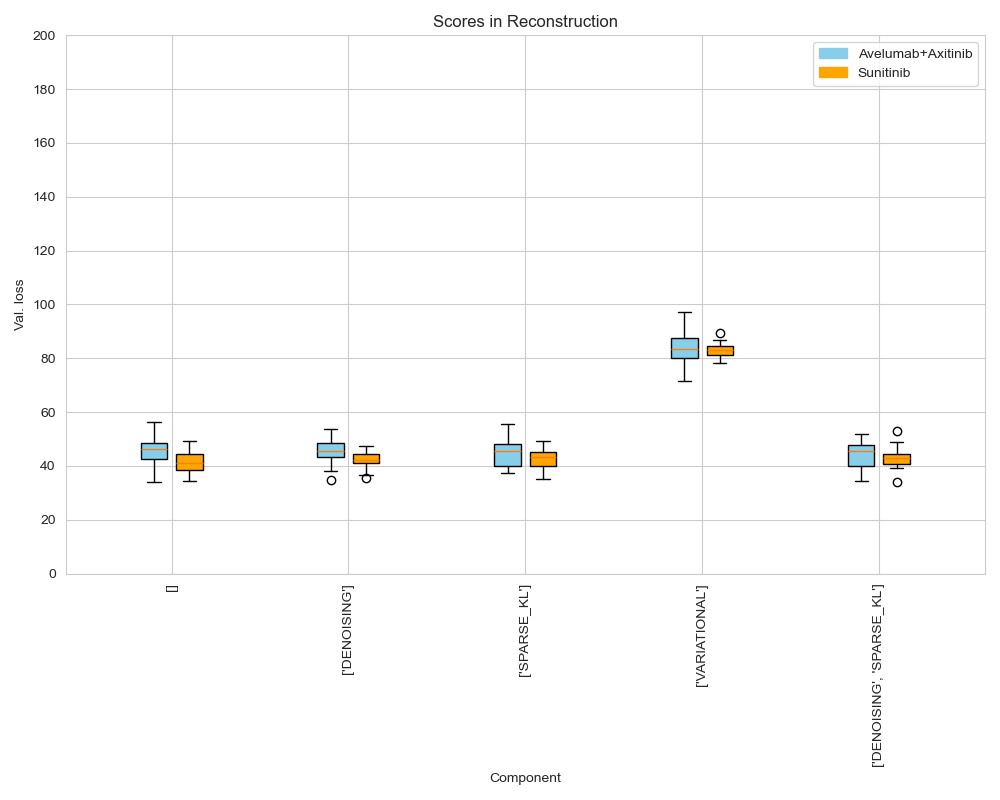 Scores in Reconstruction
200
180
160
140
120
100
80
60
40
20
0
Val. loss
Avelumab+Axitinib
Sunitinib
[]
['DENOISING']
['SPARSE_KL']
['VARIATIONAL']
['DENOISING', 'SPARSE_KL']
Component